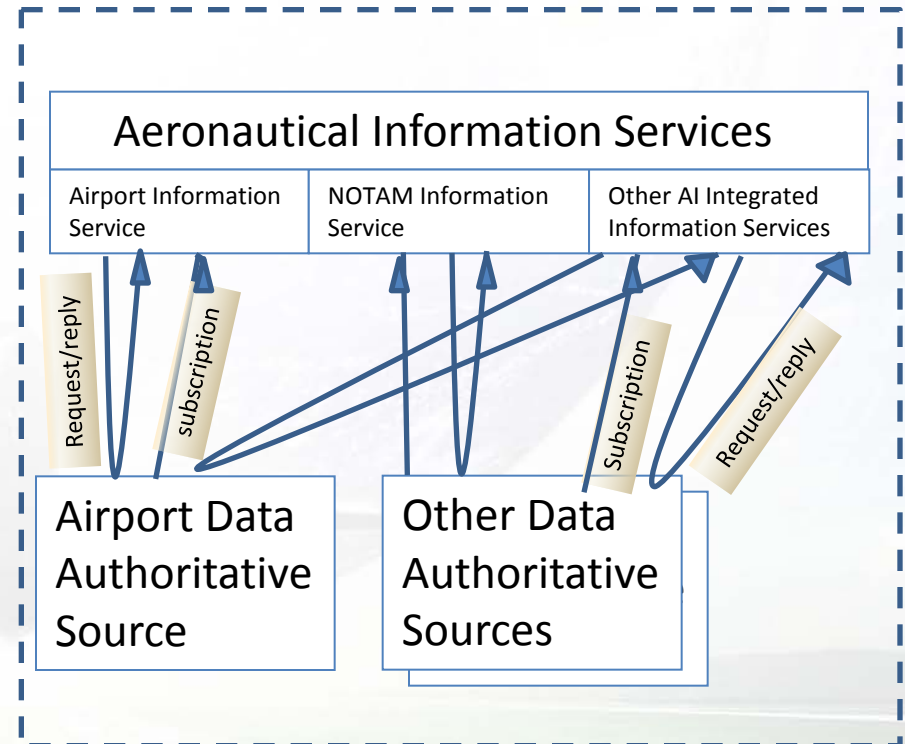 Aeronautical Information Services
Airport Information
Service
NOTAM Information
Service
Other AI Integrated
Information Services
Request/reply
subscription
Subscription
Request/reply
Airport Data
Authoritative
Source
Other Data
Authoritative
Sources